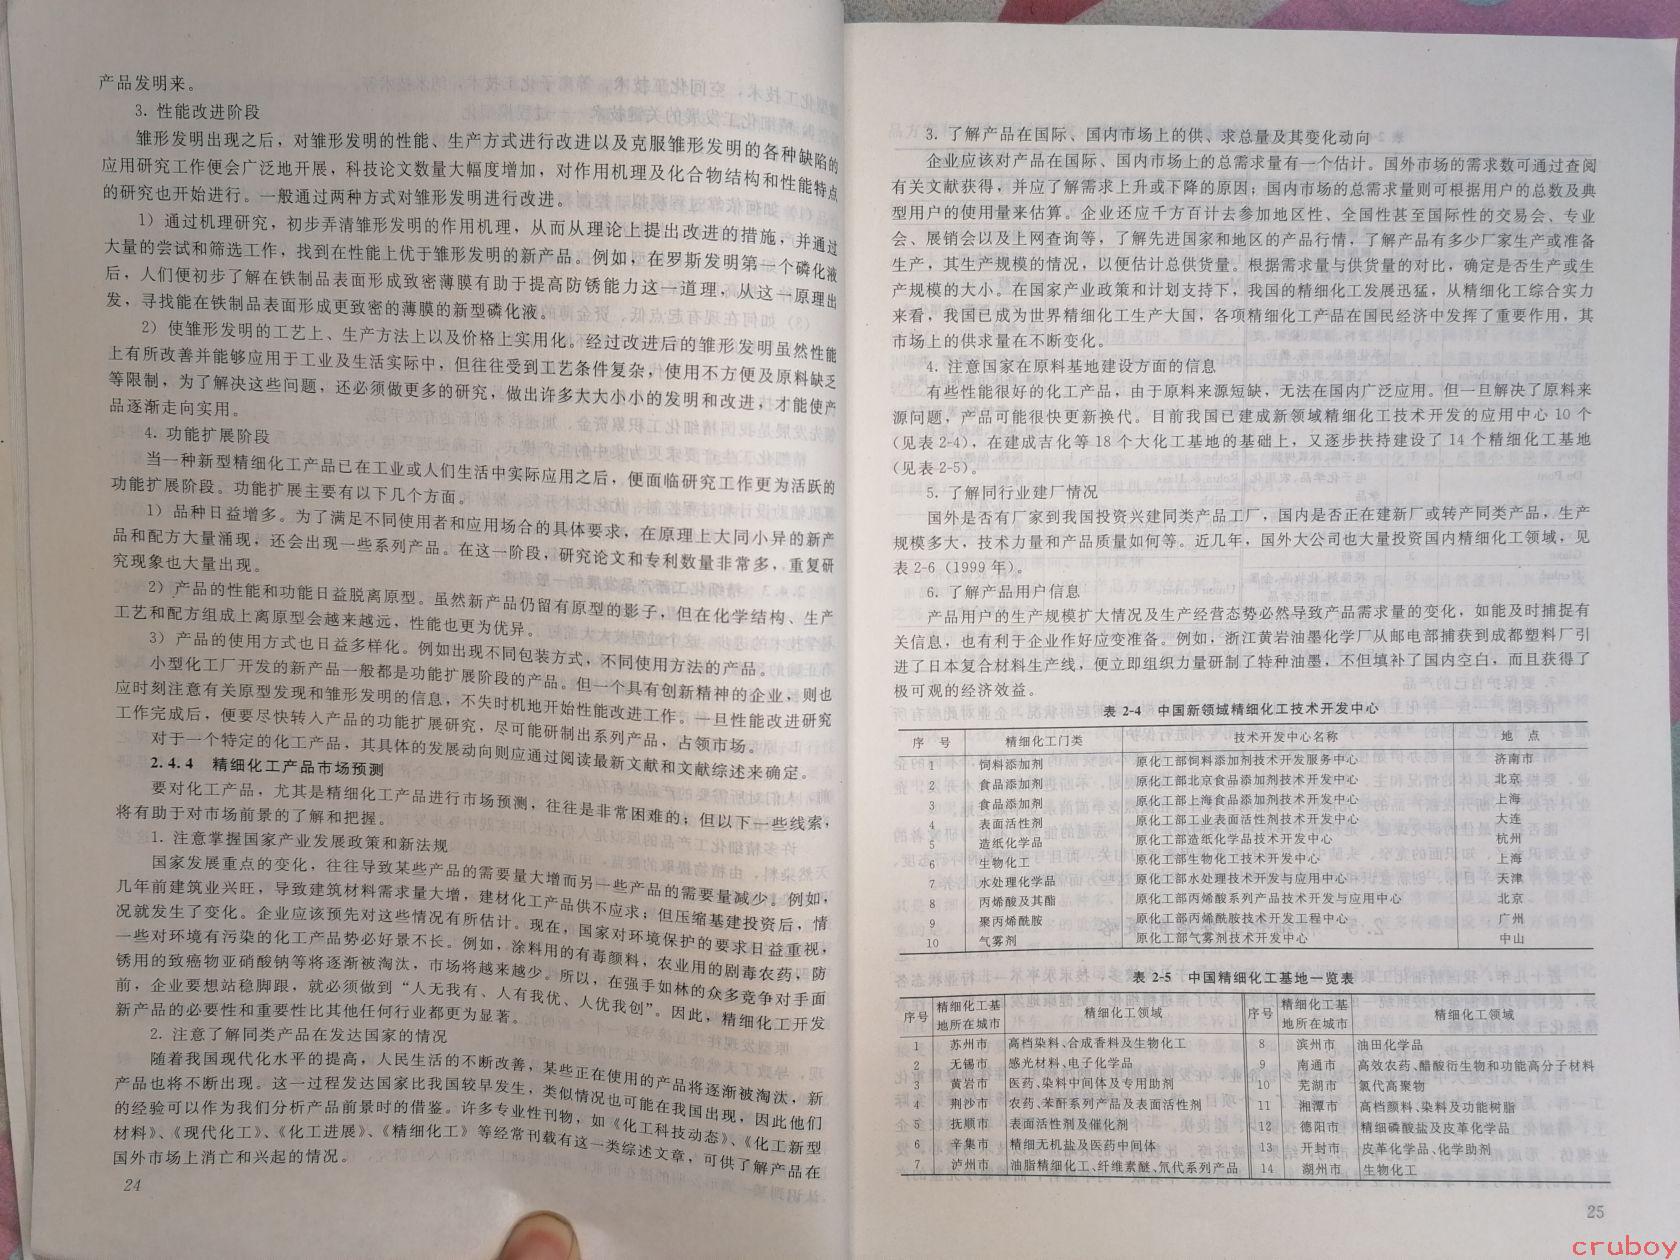 产品发明来。
3. 性能改进阶段
雏形发明出现之后，对雏形发明的性能、生产方式进行改进以及克服雏形发明的各种缺陷的
应用研究工作便会广泛地开展，科技论文数量大幅度增加，对作用机理及化合物结构和性能特点
的研究也开始进行。一般通过两种方式对雏形发明进行改进。
1）通过机理研究，初步弄清雏形发明的作用机理，从而从理论上提出改进的措施，并通过
大量的尝试和筛选工作，找到在性能上优于雏形发明的新产品。例如，在罗斯发明第一个磷化液
后，人们便初步了解在铁制品表面形成致密薄膜有助于提高防锈能力这一道理，从这一原理出
发，寻找能在铁制品表面形成更致密的薄膜的新型磷化液。
2）使雏形发明的工艺上、生产方法上以及价格上实用化。经过改进后的雏形发明虽然性能
上有所改善并能够应用于工业及生活实际中，但往往受到工艺条件复杂，使用不方便及原料缺乏
等限制，为了解决这些问题，还必须做更多的研究，做出许多大大小小的发明和改进，才能使产
品逐渐走向实用。
4. 功能扩展阶段
当一种新型精细化工产品已在工业或人们生活中实际应用之后，便面临研究工作更为活跃的
功能扩展阶段。功能扩展主要有以下几个方面。
1）品种日益增多。为了满足不同使用者和应用场合的具体要求，在原理上大同小异的新产
品和配方大量涌现，还会出现一些系列产品。在这一阶段，研究论文和专利数量非常多，重复研
究现象也大量出现。
2）产品的性能和功能日益脱离原型。虽然新产品仍留有原型的影子，但在化学结构、生产
工艺和配方组成上离原型会越来越远，性能也更为优异。
3）产品的使用方式也日益多样化。例如出现不同包装方式，不同使用方法的产品。
小型化工厂开发的新产品一般都是功能扩展阶段的产品。但一个具有创新精神的企业，则也
应时刻注意有关原型发现和雏形发明的信息，不失时机地开始性能改进工作。一旦性能改进研究
工作完成后，便要尽快转入产品的功能扩展研究，尽可能研制出系列产品，占领市场。
对于一个特定的化工产品，其具体的发展动向则应通过阅读最新文献和文献综述来确定。
2.4.4 精细化工产品市场预测
要对化工产品，尤其是精细化工产品进行市场预测，往往是非常困难的；但以下一些线索，
将有助于对市场前景的了解和把握。
1. 注意掌握国家产业发展政策和新法规
国家发展重点的变化，往往导致某些产品的需要量大增而另一些产品的需要量减少。例如，
几年前建筑业兴旺，导致建筑材料需求量大增，建材化工产品供不应求；但压缩基建投资后，情
况就发生了变化。企业应该预先对这些情况有所估计。现在，国家对环境保护的要求日益重视，
一些对环境有污染的化工产品势必好景不长。例如，涂料用的有毒颜料，农业用的剧毒农药，防
锈用的致癌物亚硝酸钠等将逐渐被淘汰，市场将越来越少。所以，在强手如林的众多竞争对手面
前，企业要想站稳脚跟，就必须做到“人无我有、人有我优、人优我创”。因此，精细化工开发
新产品的必要性和重要性比其他任何行业都更为显著。
2. 注意了解同类产品在发达国家的情况
随着我国现代化水平的提高，人民生活的不断改善，某些正在使用的产品将逐渐被淘汰，新
产品也将不断出现。这一过程发达国家比我国较早发生，类似情况也可能在我国出现，因此他们
的经验可以作为我们分析产品前景时的借鉴。许多专业性刊物，如《化工科技动态》、《化工新型
材料》、《现代化工》、《化工进展》、《精细化工》等经常刊载有这一类综述文章，可供了解产品在
国外市场上消亡和兴起的情况。
24
3. 了解产品在国际、国内市场上的供、求总量及其变化动向
企业应该对产品在国际、国内市场上的总需求量有一个估计。国外市场的需求数可通过查阅
有关文献获得，并应了解需求上升或下降的原因；国内市场的总需求量则可根据用户的总数及典
型用户的使用量来估算。企业还应千方百计去参加地区性、全国性甚至国际性的交易会、专业
会、展销会以及上网查询等，了解先进国家和地区的产品行情，了解产品有多少厂家生产或准备
生产，其生产规模的情况，以便估计总供货量。根据需求量与供货量的对比，确定是否生产或生
产规模的大小。在国家产业政策和计划支持下，我国的精细化工发展迅猛，从精细化工综合实力
来看，我国已成为世界精细化工生产大国，各项精细化工产品在国民经济中发挥了重要作用，其
市场上的供求量在不断变化。
4. 注意国家在原料基地建设方面的信息
有些性能很好的化工产品，由于原料来源短缺，无法在国内广泛应用。但一旦解决了原料来
源问题，产品可能很快更新换代。目前我国已建成新领域精细化工技术开发的应用中心 10 个
（见表 2-4），在建成吉化等 18 个大化工基地的基础上，又逐步扶持建设了 14 个精细化工基地
（见表 2-5）。
5. 了解同行业建厂情况
国外是否有厂家到我国投资兴建同类产品工厂，国内是否正在建新厂或转产同类产品，生产
规模多大，技术力量和产品质量如何等。近几年，国外大公司也大量投资国内精细化工领域，见
表 2-6（1999 年）。
6. 了解产品用户信息
产品用户的生产规模扩大情况及生产经营态势必然导致产品需求量的变化，如能及时捕捉有
关信息，也有利于企业作好应变准备。例如，浙江黄岩油墨化学厂从邮电部捕获到成都塑料厂引
进了日本复合材料生产线，便立即组织力量研制了特种油墨，不但填补了国内空白，而且获得了
极可观的经济效益。
表 2-4 中国新领域精细化工技术开发中心
序 号 精细化工门类 技术开发中心名称 地 点
1 饲料添加剂 原化工部饲料添加剂技术开发服务中心 济南市
2 食品添加剂 原化工部北京食品添加剂技术开发中心 北京
3 食品添加剂 原化工部上海食品添加剂技术开发中心 上海
4 表面活性剂 原化工部工业表面活性剂技术开发中心 大连
5 造纸化学品 原化工部造纸化学品技术开发中心 杭州
6 生物化工 原化工部生物化工技术开发中心 上海
7 水处理化学品 原化工部水处理技术开发与应用中心 天津
8 丙烯酸及其酯 原化工部丙烯酸系列产品技术开发与应用中心 北京
9 聚丙烯酰胺 原化工部丙烯酰胺技术开发工程中心 广州
10 气雾剂 原化工部气雾剂技术开发中心 中山
表 2-5 中国精细化工基地一览表
序号 精细化工基地所在城市 精细化工领域 序号 精细化工基地所在城市 精细化工领域
1 苏州市 高档染料、合成香料及生物化工 8 滨州市 油田化学品
2 无锡市 感光材料、电子化学品 9 南通市 高效农药、醋酸衍生物和功能高分子材料
3 黄岩市 医药、染料中间体及专用助剂 10 芜湖市 氯代高聚物
4 荆沙市 农药、苯酐系列产品及表面活性剂 11 湘潭市 高档颜料、染料及功能树脂
5 抚顺市 表面活性剂及催化剂 12 德阳市 精细磷酸盐及皮革化学品
6 辛集市 精细无机盐及医药中间体 13 开封市 皮革化学品、化学助剂
7 泸州市 油脂精细化工、纤维素醚、氘代系列产品 14 湖州市 生物化工
25
cruboy